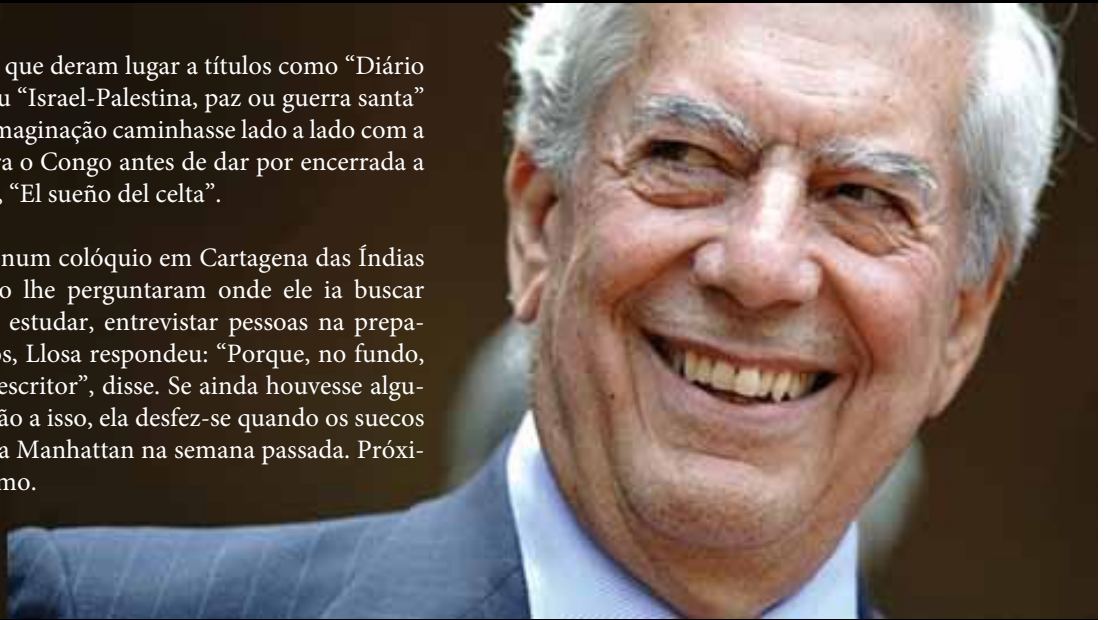 que deram lugar a títulos como “Diário
u “Israel-Palestina, paz ou guerra santa”
maginação caminhasse lado a lado com a
ra o Congo antes de dar por encerrada a
, “El sueño del celta”.
num colóquio em Cartagena das Índias
o lhe perguntaram onde ele ia buscar
estudar, entrevistar pessoas na prepa-
os, Llosa respondeu: “Porque, no fundo,
escritor”, disse. Se ainda houvesse algu-
ão a isso, ela desfez-se quando os suecos
a Manhattan na semana passada. Próxi-
mo.